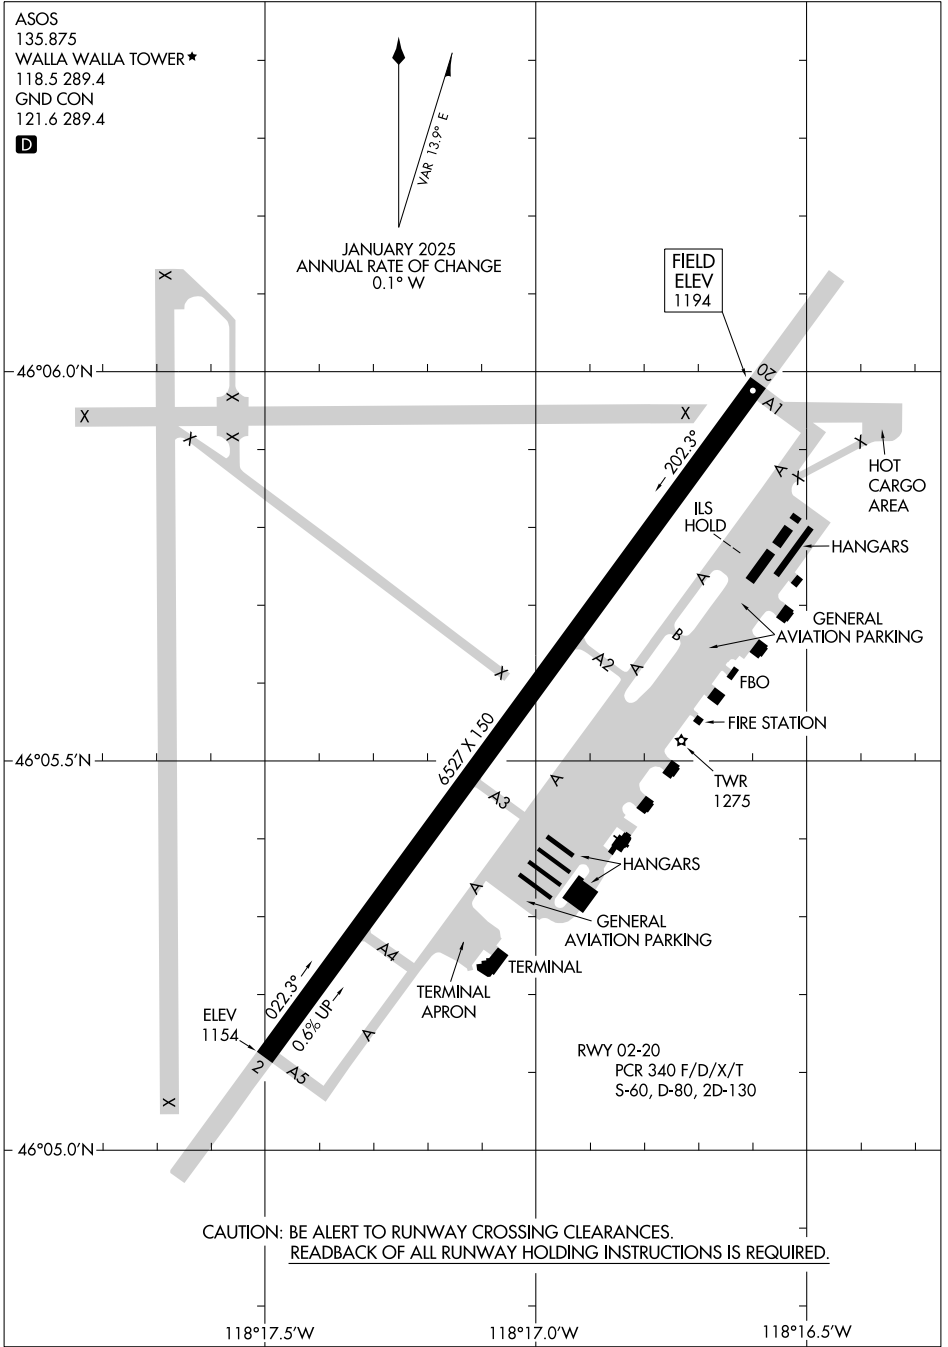 ASOS
135.875
WALLA WALLA TOWER★
118.5 289.4
GND CON
121.6 289.4
D
VAR 13.9° E
JANUARY 2025
ANNUAL RATE OF CHANGE
0.1° W
FIELD
ELEV
1194
X
46°06.0'N
20
A1
X
X
X
X
X
X
X
202.3°
A
X
HOT
CARGO
AREA
ILS
HOLD
HANGARS
A
GENERAL
AVIATION PARKING
B
A2
A
X
FBO
FIRE STATION
6527 X 150
46°05.5'N
A
TWR
1275
A3
HANGARS
A
GENERAL
AVIATION PARKING
A4
TERMINAL
TERMINAL
APRON
022.3°
0.6% UP
ELEV
1154
A
2
A5
RWY 02-20
PCR 340 F/D/X/T
S-60, D-80, 2D-130
X
46°05.0'N
CAUTION: BE ALERT TO RUNWAY CROSSING CLEARANCES.
READBACK OF ALL RUNWAY HOLDING INSTRUCTIONS IS REQUIRED.
118°17.5'W
118°17.0'W
118°16.5'W